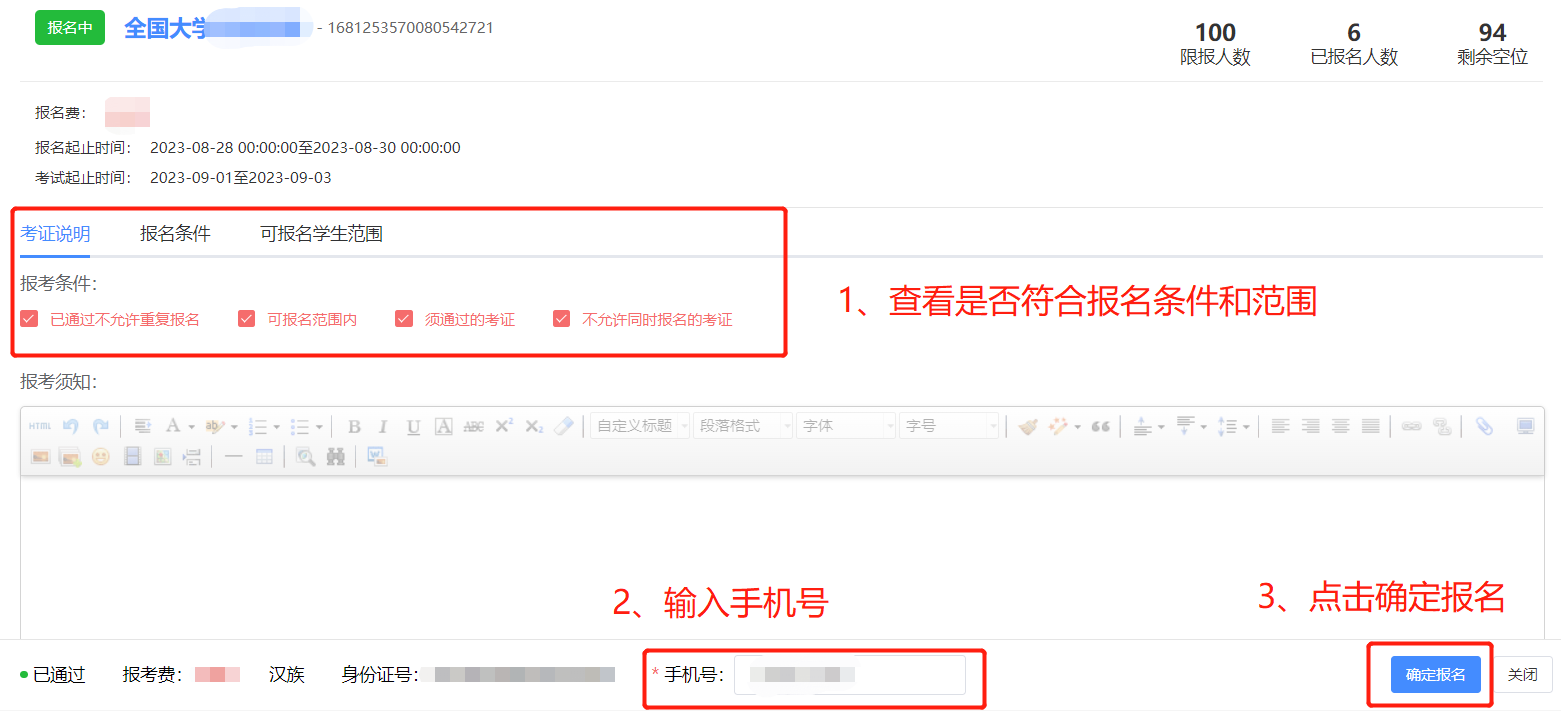 报名中 全国大学 - 1681253570080542721
100 6 94
限报人数 已报名人数 剩余空位
报名费：
报名起止时间： 2023-08-28 00:00:00至2023-08-30 00:00:00
考试起止时间： 2023-09-01至2023-09-03
考证说明 报名条件 可报名学生范围
报考条件：
已通过不允许重复报名 可报名范围内 须通过的考证 不允许同时报名的考证
1、查看是否符合报名条件和范围
报考须知：
HTML A ab B I U A ABC X² X₂ 自定义标题 段落格式 字体 字号
2、输入手机号
3、点击确定报名
已通过 报考费： 汉族 身份证号： * 手机号： 确定报名 关闭